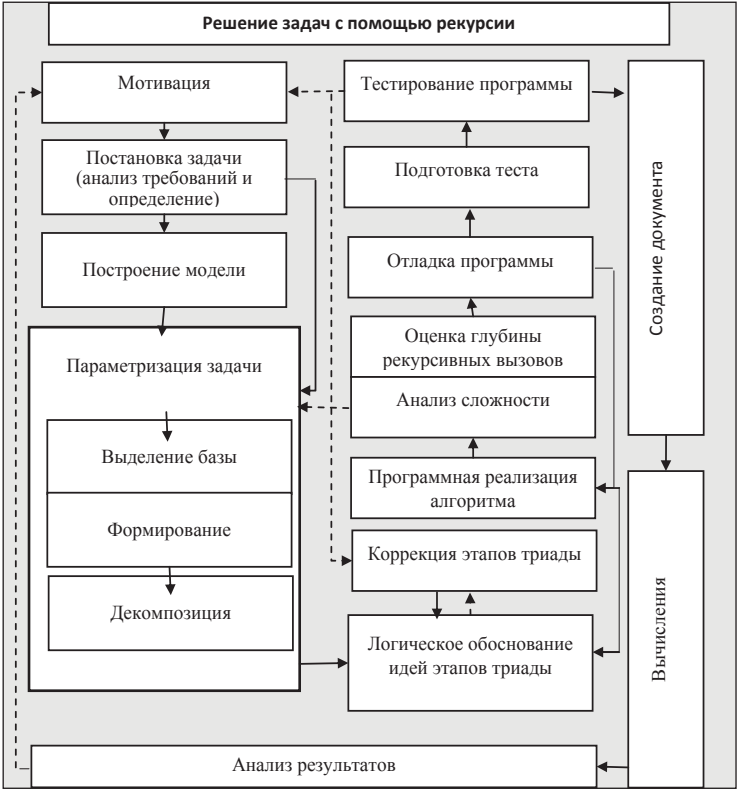 Решение задач с помощью рекурсии
Мотивация
Постановка задачи
(анализ требований и
определение)
Построение модели
Параметризация задачи
Выделение базы
Формирование
Декомпозиция
Тестирование программы
Подготовка теста
Отладка программы
Оценка глубины
рекурсивных вызовов
Анализ сложности
Программная реализация
алгоритма
Коррекция этапов триады
Логическое обоснование
идей этапов триады
Создание документа
Вычисления
Анализ результатов